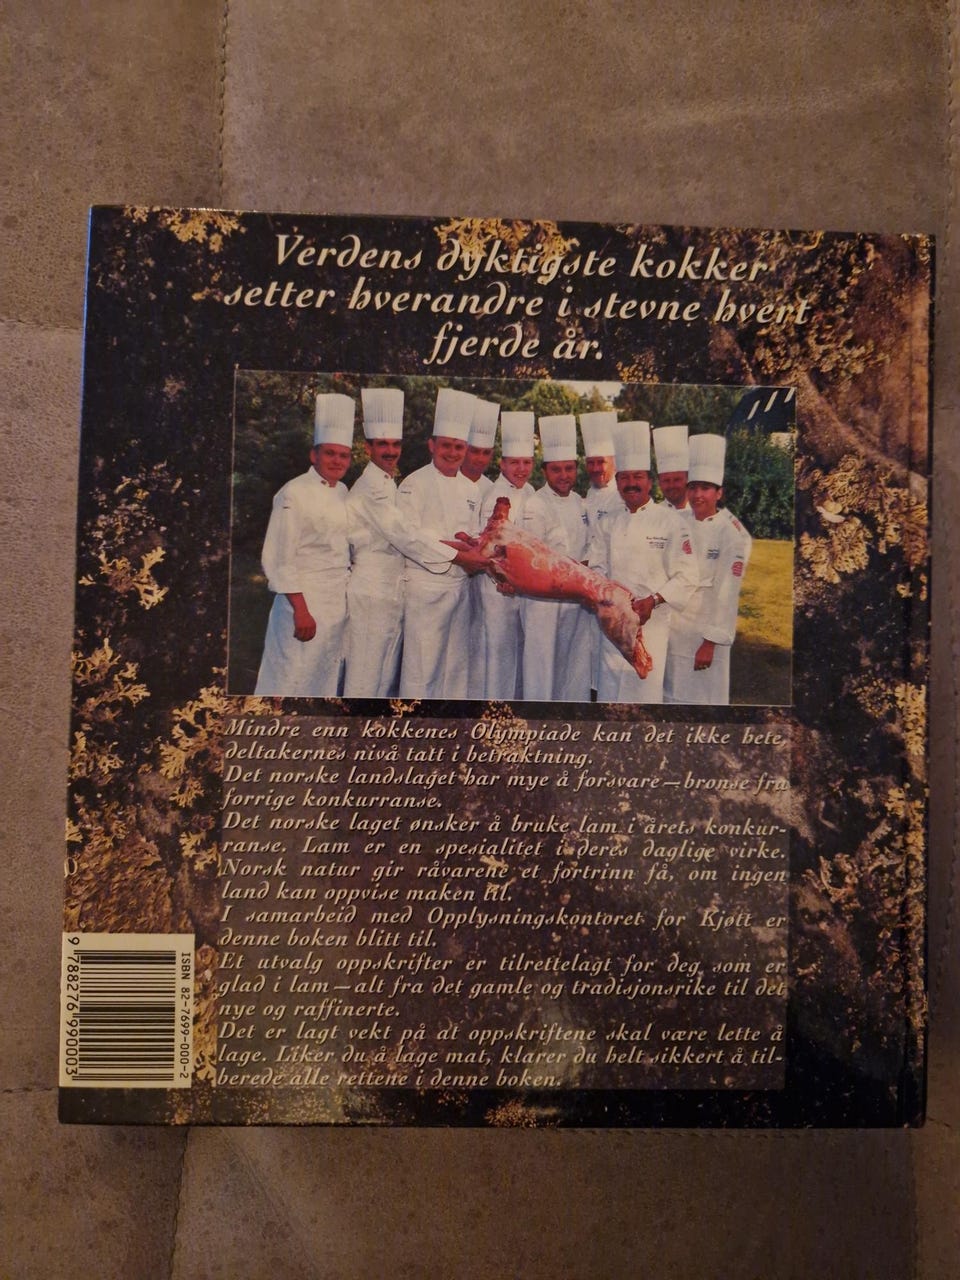 Verdens dyktigste kokker
setter hverandre i stevne hvert
fjerde år.
Mindre enn kokkenes Olympiade kan det ikke hete,
deltakernes nivå tatt i betraktning.
Det norske landslaget har mye å forsvare – bronse fra
forrige konkurranse.
Det norske laget ønsker å bruke lam i årets konkur-
ranse. Lam er en spesialitet i deres daglige virke.
Norsk natur gir råvarene et fortrinn få, om ingen
land kan oppvise maken til.
I samarbeid med Opplysningskontoret for Kjøtt er
denne boken blitt til.
Et utvalg oppskrifter er tilrettelagt for deg som er
glad i lam – alt fra det gamle og tradisjonsrike til det
nye og raffinerte.
Det er lagt vekt på at oppskriftene skal være lette å
lage. Liker du å lage mat, klarer du helt sikkert å til-
berede alle rettene i denne boken.
ISBN 82-7699-000-2
9 788276 990003